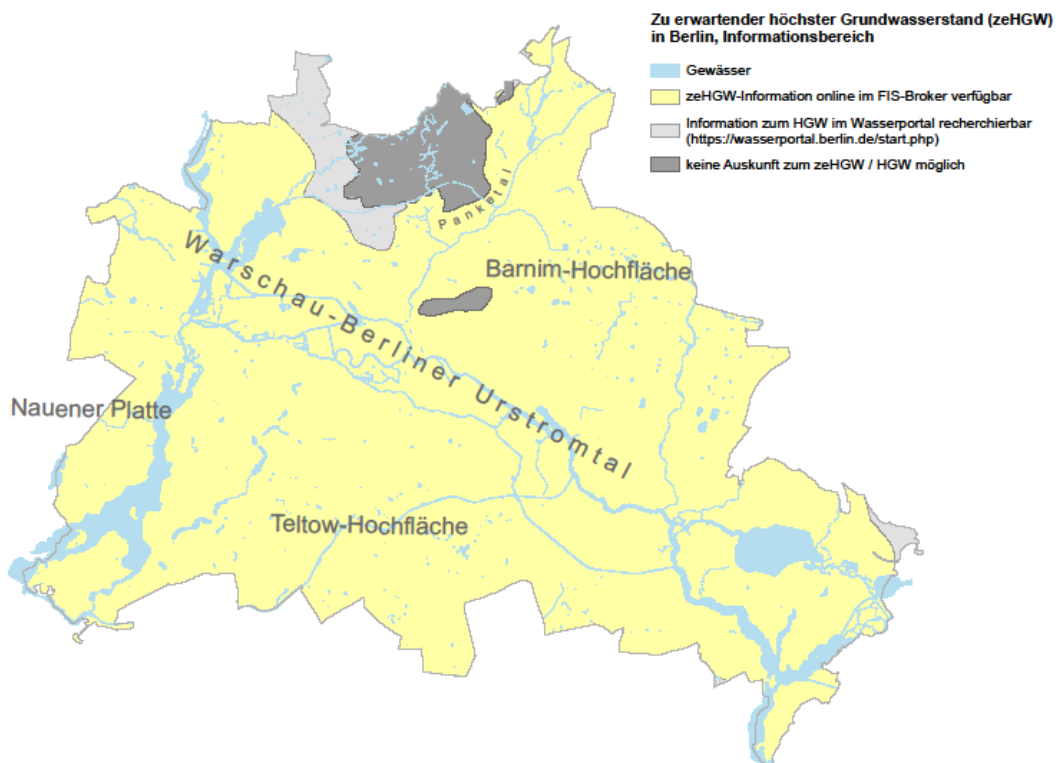 Zu erwartender höchster Grundwasserstand (zeHGW)
in Berlin, Informationsbereich
Gewässer
zeHGW-Information online im FIS-Broker verfügbar
Information zum HGW im Wasserportal recherchierbar
(https://wasserportal.berlin.de/start.php)
keine Auskunft zum zeHGW / HGW möglich
Panketal
Warschau-Berliner Urstromtal
Barnim-Hochfläche
Nauener Platte
Teltow-Hochfläche